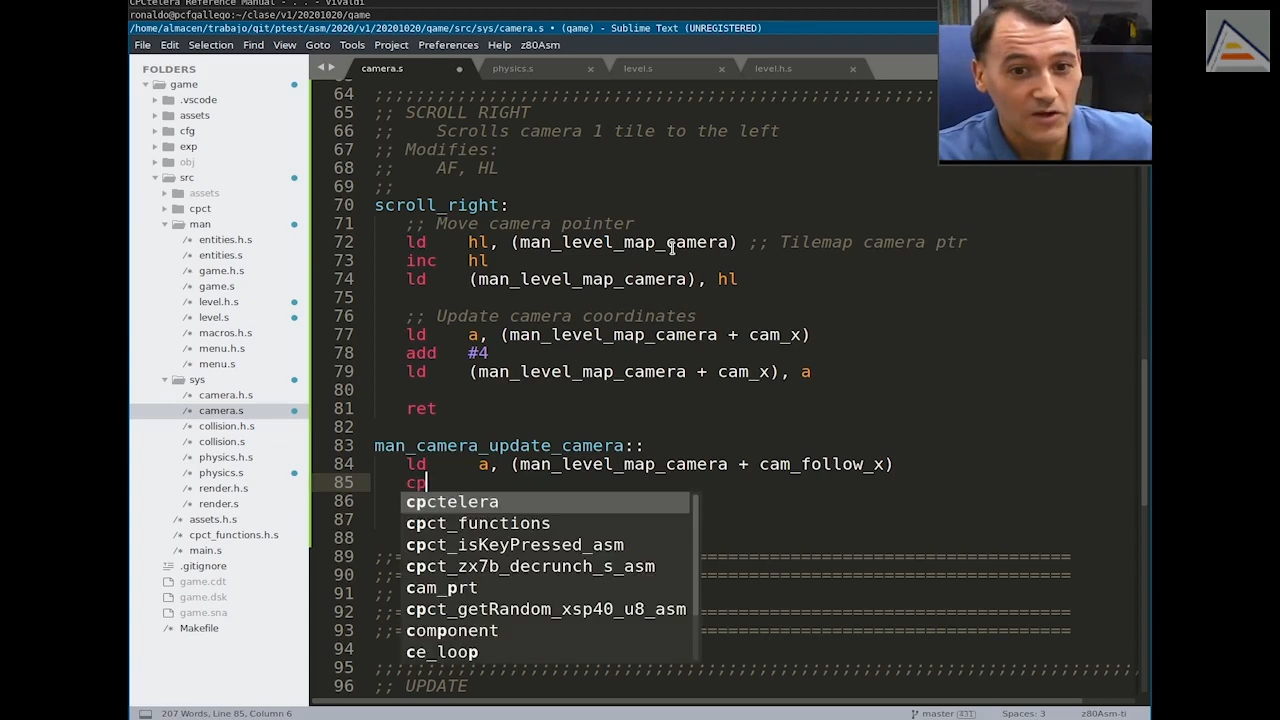 CPCtelera Reference Manual - . . - Vivaldi
ronaldo@pcfgallego:~/clase/v1/20201020/game
/home/almacen/trabajo/git/ptest/asm/2020/v1/20201020/game/src/sys/camera.s • (game) - Sublime Text (UNREGISTERED)
File Edit Selection Find View Goto Tools Project Preferences Help z80Asm
FOLDERS
game
.vscode
assets
cfg
exp
obj
src
assets
cpct
man
entities.h.s
entities.s
game.h.s
game.s
level.h.s
level.s
macros.h.s
menu.h.s
menu.s
sys
camera.h.s
camera.s
collision.h.s
collision.s
physics.h.s
physics.s
render.h.s
render.s
assets.h.s
cpct_functions.h.s
main.s
.gitignore
game.cdt
game.dsk
game.sna
Makefile
camera.s physics.s level.s level.h.s
64 ;;;;;;;;;;;;;;;;;;;;;;;;;;;;;;;;;;;;;;;;;;;;;;;;;;;;;;
65 ;; SCROLL RIGHT
66 ;; Scrolls camera 1 tile to the left
67 ;; Modifies:
68 ;; AF, HL
69 ;;
70 scroll_right:
71 ;; Move camera pointer
72 ld hl, (man_level_map_camera) ;; Tilemap camera ptr
73 inc hl
74 ld (man_level_map_camera), hl
75
76 ;; Update camera coordinates
77 ld a, (man_level_map_camera + cam_x)
78 add #4
79 ld (man_level_map_camera + cam_x), a
80
81 ret
82
83 man_camera_update_camera::
84 ld a, (man_level_map_camera + cam_follow_x)
85 cp
86
87
88
89 ;;=
90 ;;=
91 ;;
92 ;;=
93 ;;=
95
96 ;; UPDATE
cpctelera
cpct_functions
cpct_isKeyPressed_asm
cpct_zx7b_decrunch_s_asm
cam_prt
cpct_getRandom_xsp40_u8_asm
component
ce_loop
207 Words, Line 85, Column 6 master 431 Spaces: 3 z80Asm-ti